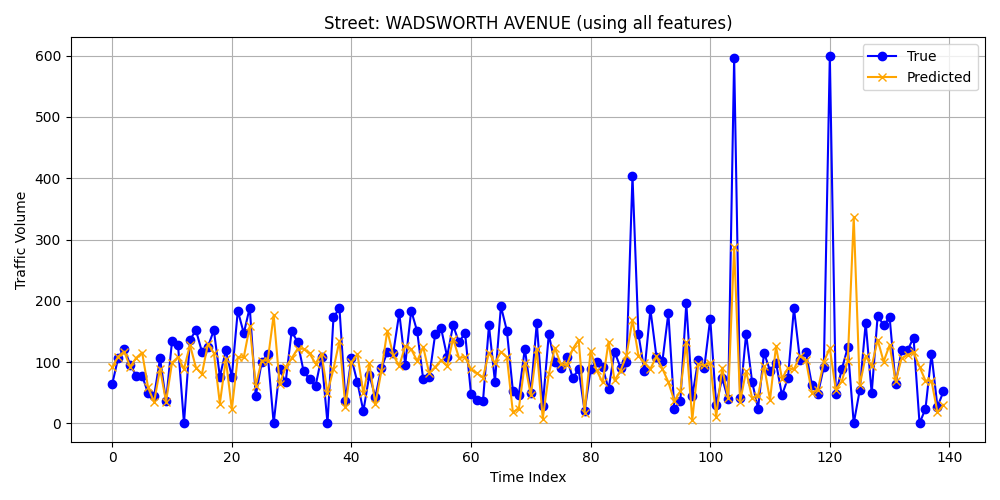 Street: WADSWORTH AVENUE (using all features)
True
Predicted
Traffic Volume
600
500
400
300
200
100
0
0 20 40 60 80 100 120 140
Time Index